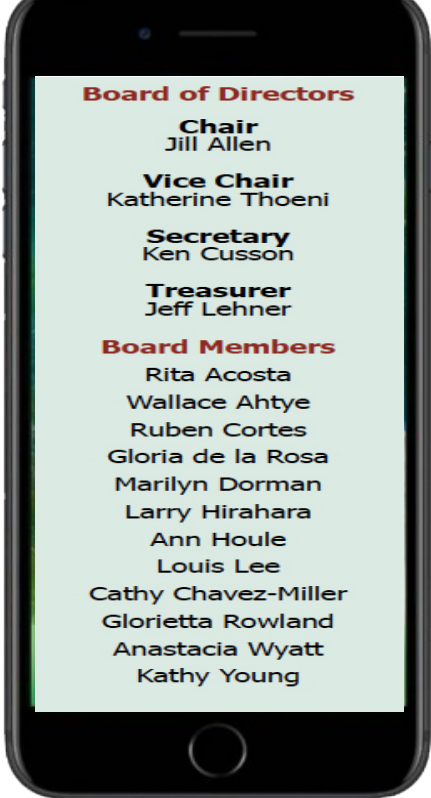 Board of Directors
Chair
Jill Allen
Vice Chair
Katherine Thoeni
Secretary
Ken Cusson
Treasurer
Jeff Lehner
Board Members
Rita Acosta
Wallace Ahtye
Ruben Cortes
Gloria de la Rosa
Marilyn Dorman
Larry Hirahara
Ann Houle
Louis Lee
Cathy Chavez-Miller
Glorietta Rowland
Anastacia Wyatt
Kathy Young